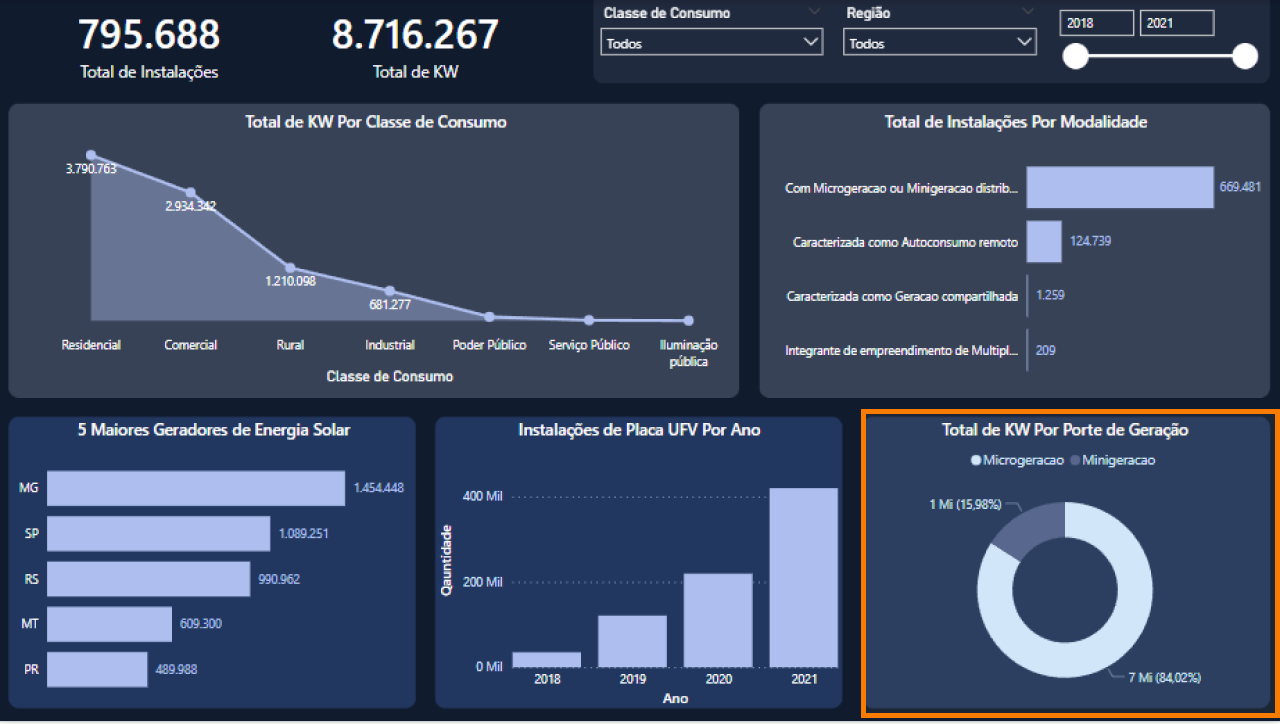 795.688
Total de Instalações
8.716.267
Total de KW
Classe de Consumo
Todos
Região
Todos
2018
2021
Total de KW Por Classe de Consumo
3.790.763
2.934.342
1.210.098
681.277
Residencial
Comercial
Rural
Industrial
Poder Público
Serviço Público
Iluminação
pública
Classe de Consumo
Total de Instalações Por Modalidade
Com Microgeracao ou Minigeracao distrib...
669.481
Caracterizada como Autoconsumo remoto
124.739
Caracterizada como Geracao compartilhada
1.259
Integrante de empreendimento de Multipl...
209
5 Maiores Geradores de Energia Solar
MG
1.454.448
SP
1.089.251
RS
990.962
MT
609.300
PR
489.988
Instalações de Placa UFV Por Ano
Qauntidade
400 Mil
200 Mil
0 Mil
2018
2019
2020
2021
Ano
Total de KW Por Porte de Geração
Microgeracao
Minigeracao
1 Mi (15,98%)
7 Mi (84,02%)